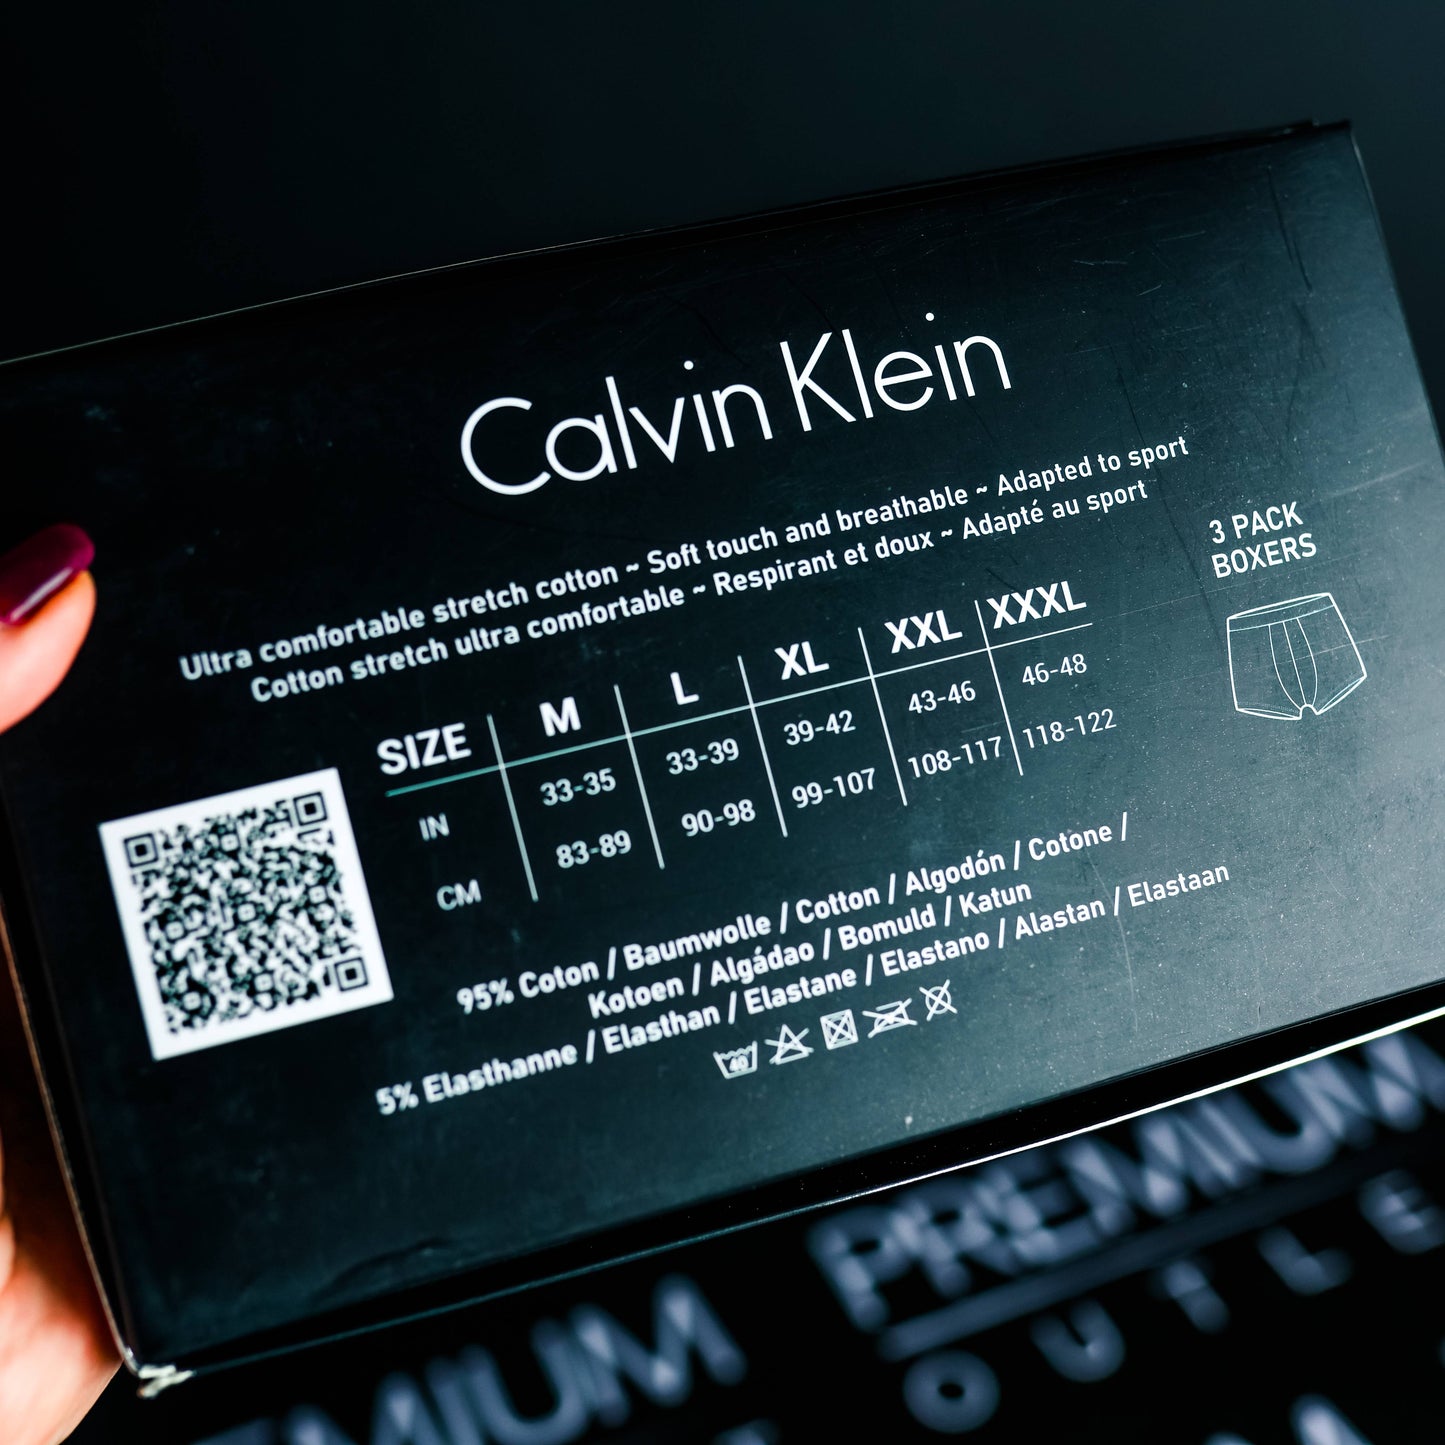 Calvin Klein
Ultra comfortable stretch cotton ~ Soft touch and breathable ~ Adapted to sport
Cotton stretch ultra comfortable ~ Respirant et doux ~ Adapté au sport
3 PACK
BOXERS
SIZE M L XL XXL XXXL
IN 33-35 33-39 39-42 43-46 46-48
CM 83-89 90-98 99-107 108-117 118-122
95% Coton / Baumwolle / Cotton / Algodón / Cotone /
Kotoen / Algádao / Bomuld / Katun
5% Elasthanne / Elasthan / Elastane / Elastano / Alastan / Elastaan
40
PREMIUM
OUTLE